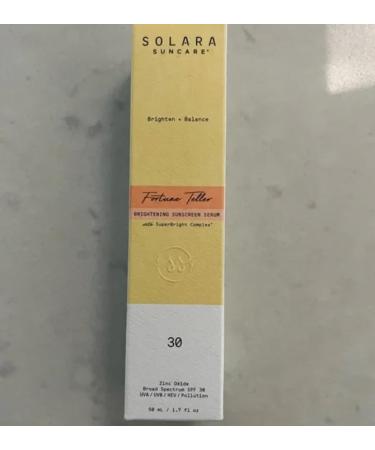 SOLARA
SUNCARE
Brighten + Balance
Fortune Teller
BRIGHTENING SUNSCREEN SERUM
with SuperBright Complex
30
Zinc Oxide
Broad Spectrum SPF 30
UVA/UVB/HEV/Pollution
50 mL / 1.7 fl oz